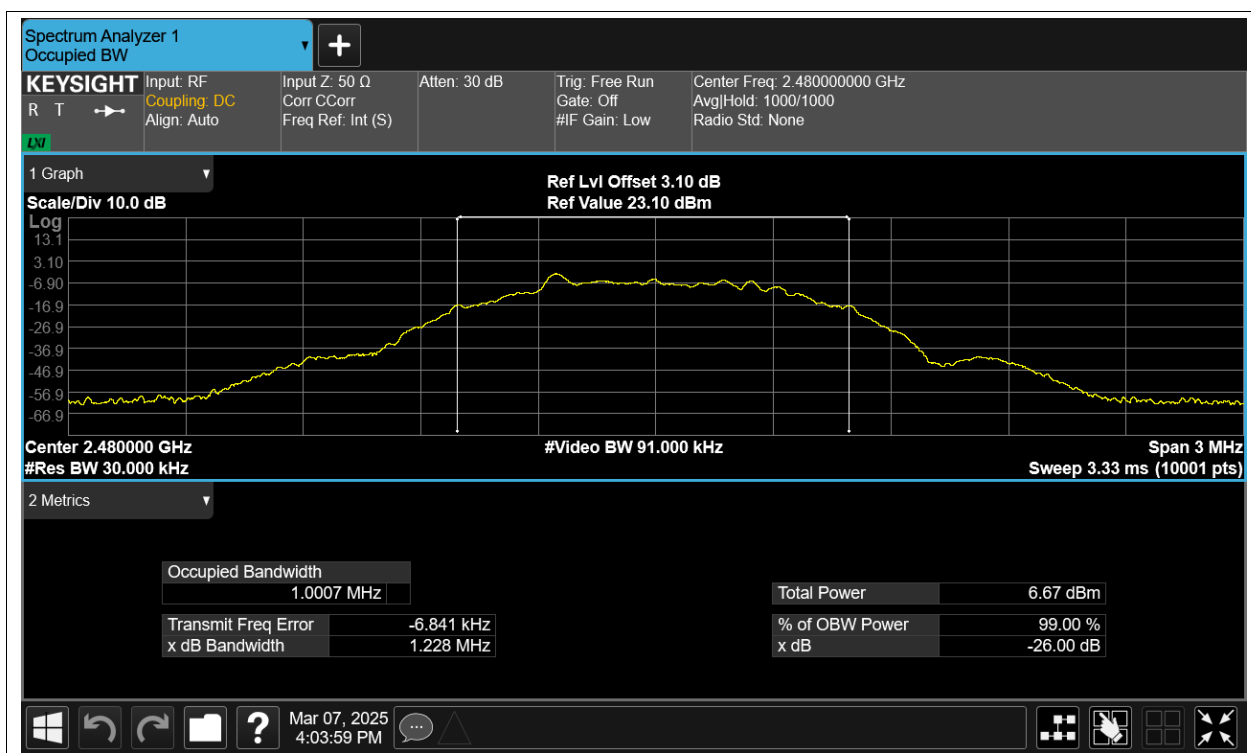 Spectrum Analyzer 1
Occupied BW
KEYSIGHT
R T
LXI
Input: RF
Coupling: DC
Align: Auto
Input Z: 50 Ω
Corr CCorr
Freq Ref: Int (S)
Atten: 30 dB
Trig: Free Run
Gate: Off
#IF Gain: Low
Center Freq: 2.480000000 GHz
Avg|Hold: 1000/1000
Radio Std: None
1 Graph
Scale/Div 10.0 dB
Ref Lvl Offset 3.10 dB
Ref Value 23.10 dBm
Log
13.1
3.10
-6.90
-16.9
-26.9
-36.9
-46.9
-56.9
-66.9
Center 2.480000 GHz
#Res BW 30.000 kHz
#Video BW 91.000 kHz
Span 3 MHz
Sweep 3.33 ms (10001 pts)
2 Metrics
Occupied Bandwidth
1.0007 MHz
Transmit Freq Error -6.841 kHz
x dB Bandwidth 1.228 MHz
Total Power 6.67 dBm
% of OBW Power 99.00 %
x dB -26.00 dB
?
Mar 07, 2025
4:03:59 PM